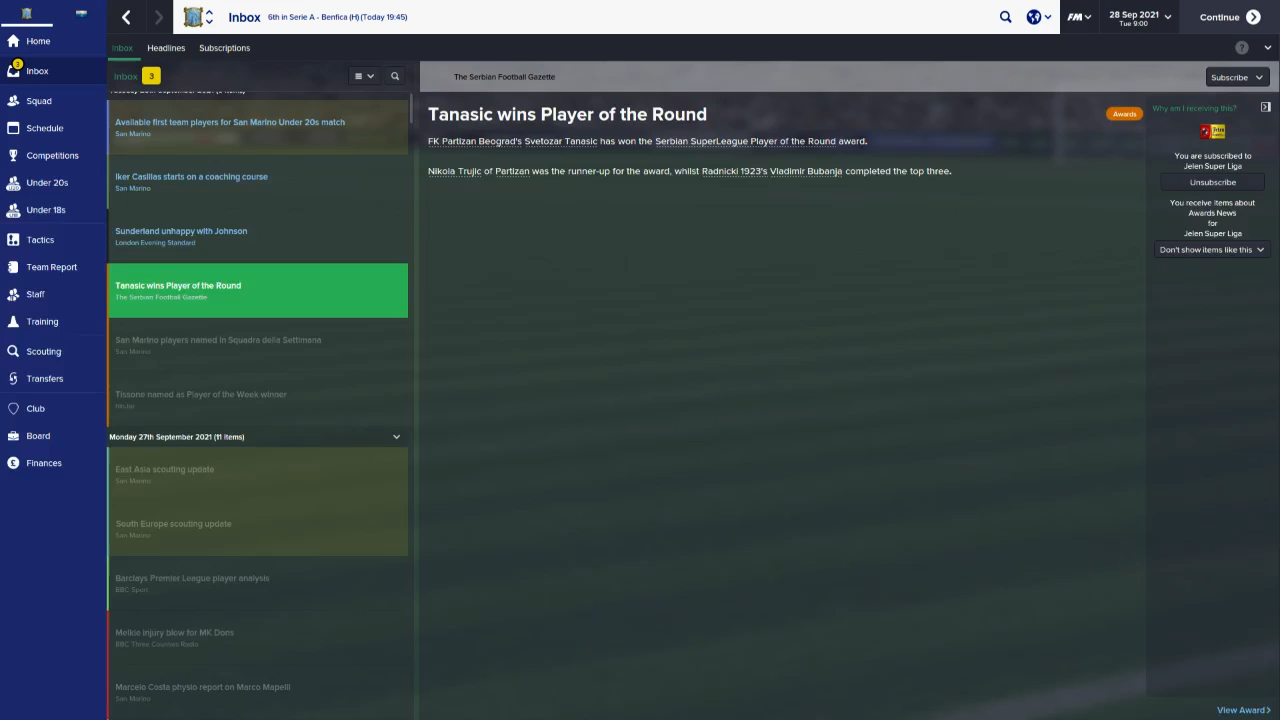 Inbox
6th in Serie A - Benfica (H) (Today 19:45)
FM
28 Sep 2021
Tue 9:00
Continue
Home
3
Inbox
Squad
Schedule
Competitions
Under 20s
Under 18s
Tactics
Team Report
Staff
Training
Scouting
Transfers
Club
Board
Finances
Inbox
Headlines
Subscriptions
Inbox
3
Available first team players for San Marino Under 20s match
San Marino
Iker Casillas starts on a coaching course
San Marino
Sunderland unhappy with Johnson
London Evening Standard
Tanasic wins Player of the Round
The Serbian Football Gazette
San Marino players named in Squadra della Settimana
San Marino
Tissone named as Player of the Week winner
Monday 27th September 2021 (11 items)
East Asia scouting update
San Marino
South Europe scouting update
San Marino
Barclays Premier League player analysis
BBC Sport
Melkie injury blow for MK Dons
BBC Three Counties Radio
Marcelo Costa physio report on Marco Mapelli
San Marino
The Serbian Football Gazette
Subscribe
Tanasic wins Player of the Round
Awards
FK Partizan Beograd's Svetozar Tanasic has won the Serbian SuperLeague Player of the Round award.
Nikola Trujic of Partizan was the runner-up for the award, whilst Radnicki 1923's Vladimir Bubanja completed the top three.
Why am I receiving this?
You are subscribed to
Jelen Super Liga
Unsubscribe
You receive items about
Awards News
for
Jelen Super Liga
Don't show items like this
View Award